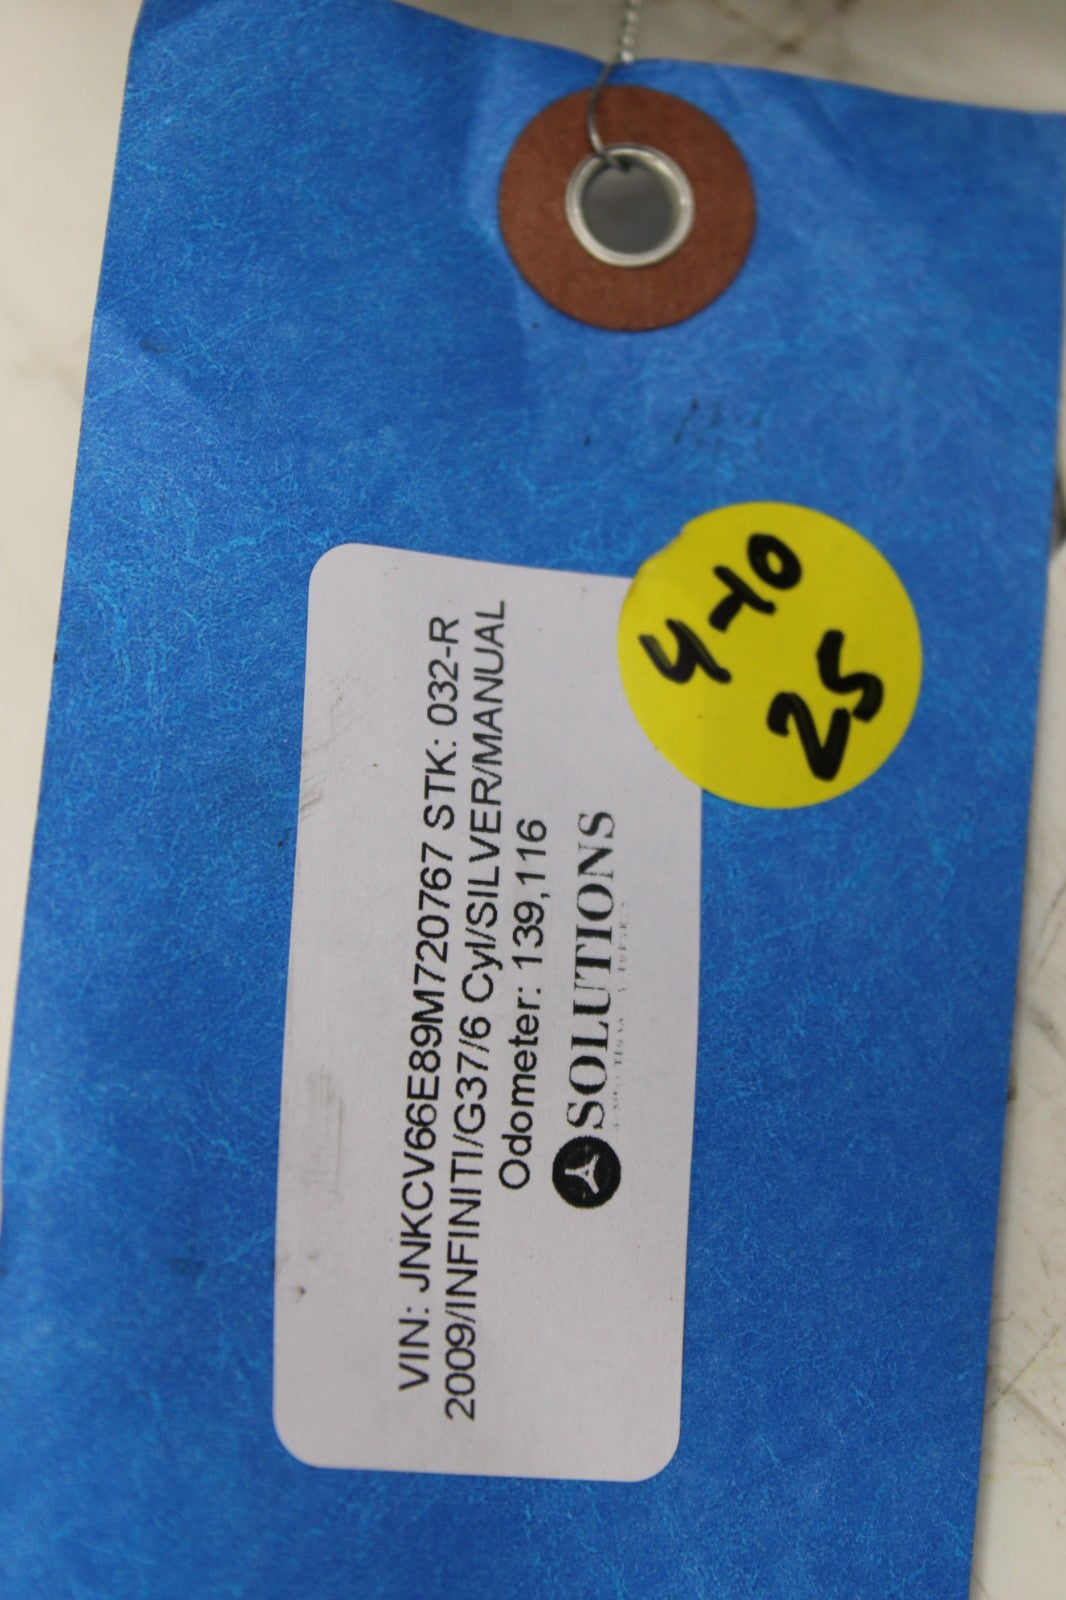 VIN: JNKCV66E89M720767 STK: 032-R
2009/INFINITI/G37/6 Cyl/SILVER/MANUAL
Odometer: 139,116
SOLUTIONS
4-10
25